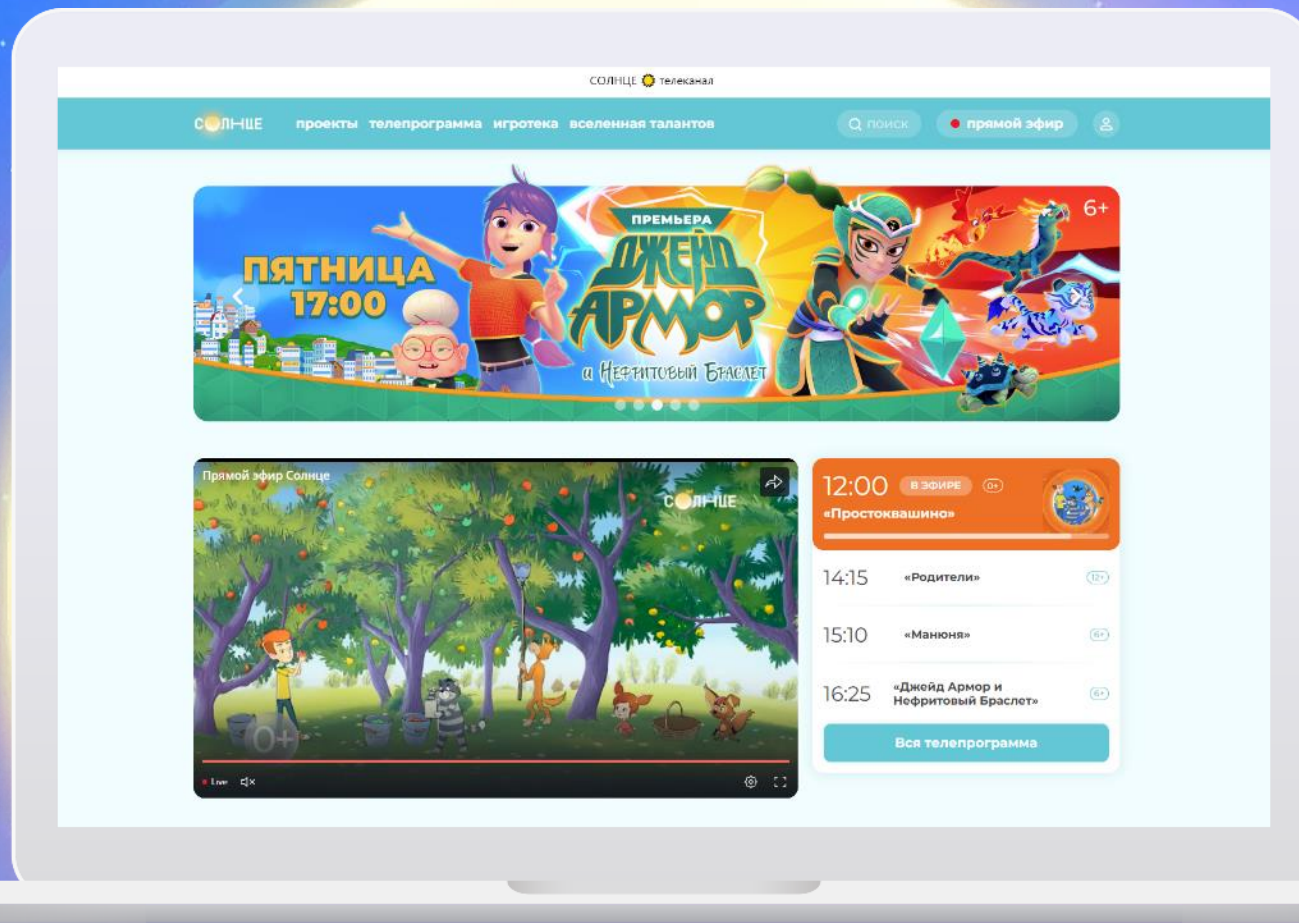 СОЛНЦЕ телеканал
СОЛНЦЕ проекты телепрограмма игротека вселенная талантов поиск прямой эфир
ПЯТНИЦА
17:00
ПРЕМЬЕРА
ДЖЕЙД
АРМОР
и Нефритовый Браслет
6+
Прямой эфир Солнце
СОЛНЦЕ
0+
Live
12:00 В ЭФИРЕ 0+
«Простоквашино»
14:15 «Родители» 12+
15:10 «Манюня» 6+
16:25 «Джейд Армор и
Нефритовый Браслет» 6+
Вся телепрограмма